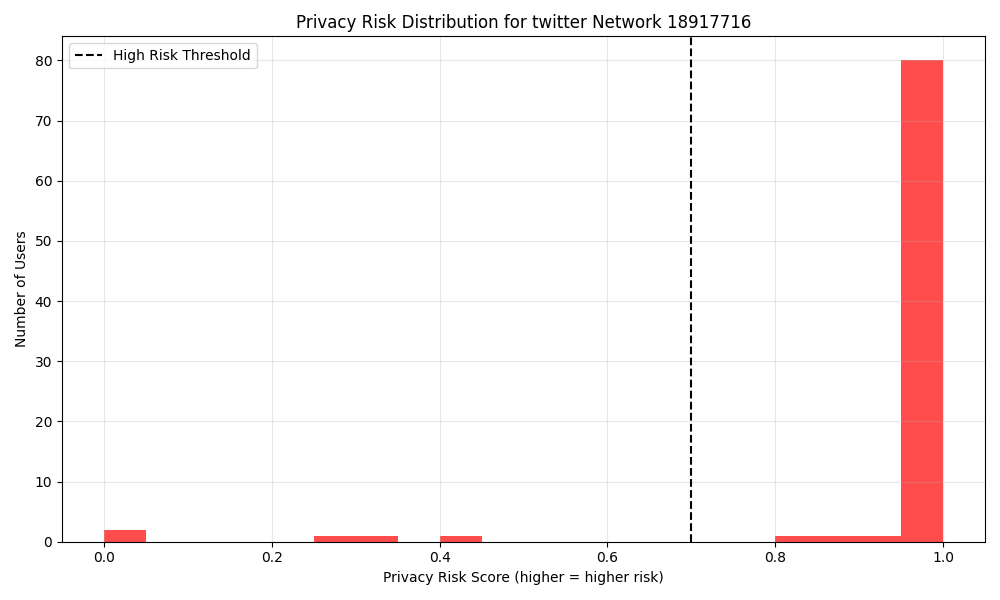 Privacy Risk Distribution for twitter Network 18917716
High Risk Threshold
Number of Users
80
70
60
50
40
30
20
10
0
0.0 0.2 0.4 0.6 0.8 1.0
Privacy Risk Score (higher = higher risk)